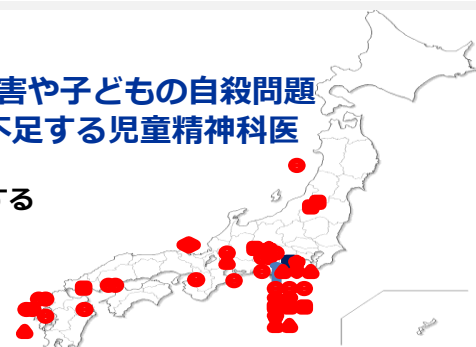 害や子どもの自殺問題
不足する児童精神科医
する